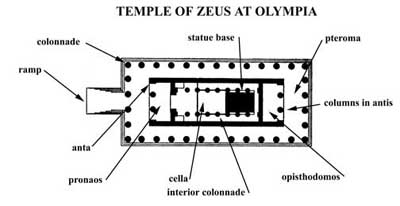 TEMPLE OF ZEUS AT OLYMPIA
colonnade
statue base
pteroma
ramp
columns in antis
anta
pronaos
cella
interior colonnade
opisthodomos